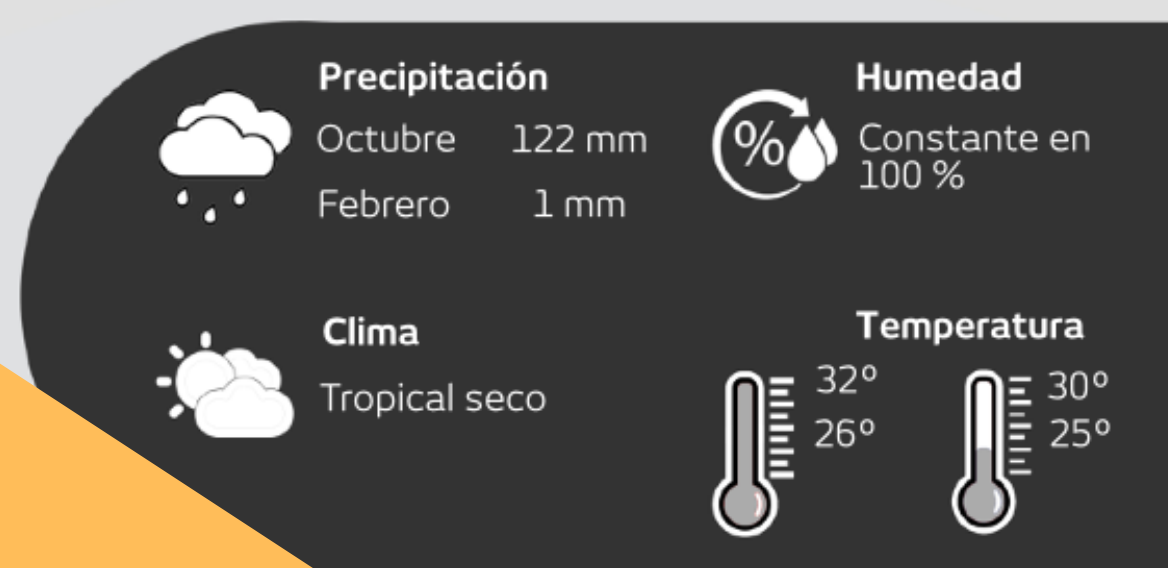 Precipitación
Octubre 122 mm
Febrero 1 mm
Humedad
%
Constante en
100 %
Clima
Tropical seco
Temperatura
32º
26º
30º
25º